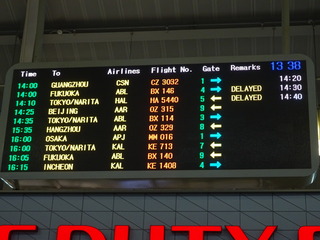 Time To Airlines Flight No. Gate Remarks 13 38
14:00 GUANGZHOU CSN CZ 3032 1 → 14:20
14:00 FUKUOKA ABL BX 146 4 → DELAYED 14:30
14:10 TOKYO/NARITA HAL HA 5440 5 ← DELAYED 14:40
14:25 BEIJING AAR OZ 315 9 ←
14:35 TOKYO/NARITA ABL BX 114 3 →
15:35 HANGZHOU AAR OZ 329 8 ←
16:00 OSAKA APJ MM 016 1 →
16:00 TOKYO/NARITA KAL KE 713 7 ←
16:05 FUKUOKA ABL BX 140 9 ←
16:15 INCHEON KAL KE 1408 4 →
DUTY